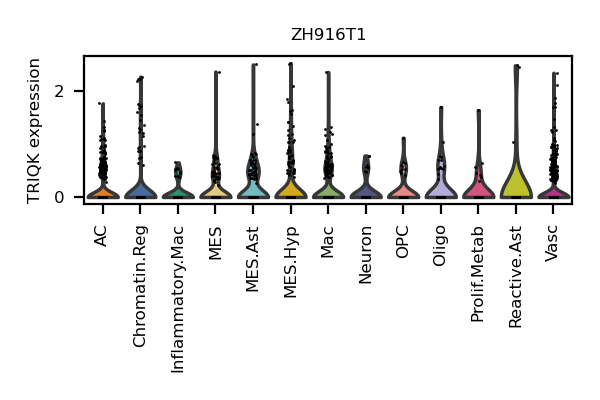 ZH916T1
TRIQK expression
2
0
AC
Chromatin.Reg
Inflammatory.Mac
MES
MES.Ast
MES.Hyp
Mac
Neuron
OPC
Oligo
Prolif.Metab
Reactive.Ast
Vasc